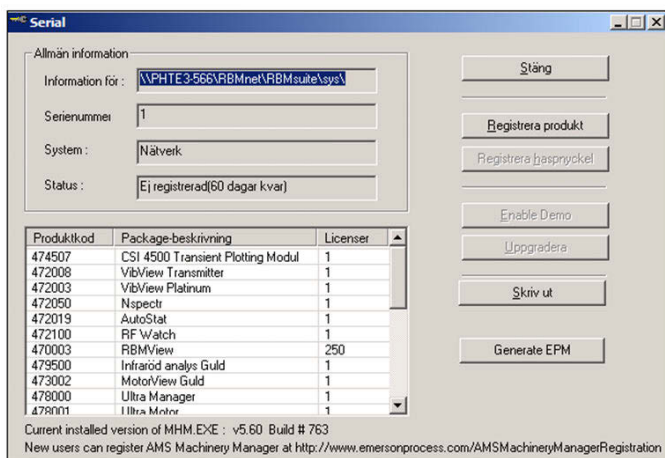 Serial
Allmän information
Information för : \\PHTE3-566\RBMnet\RBMsuite\sys\
Serienummer 1
System : Nätverk
Status : Ej registrerad(60 dagar kvar)
Stäng
Registrera produkt
Registrera haspnyckel
Enable Demo
Uppgradera
Skriv ut
Generate EPM
Produktkod Package-beskrivning Licenser
474507 CSI 4500 Transient Plotting Modul 1
472008 VibView Transmitter 1
472003 VibView Platinum 1
472050 Nspectr 1
472019 AutoStat 1
472100 RF Watch 1
470003 RBMView 250
479500 Infraröd analys Guld 1
473002 MotorView Guld 1
478000 Ultra Manager 1
478001 Ultra Motor 1
Current installed version of MHM.EXE : v5.60 Build # 763
New users can register AMS Machinery Manager at http://www.emersonprocess.com/AMSMachineryManagerRegistration